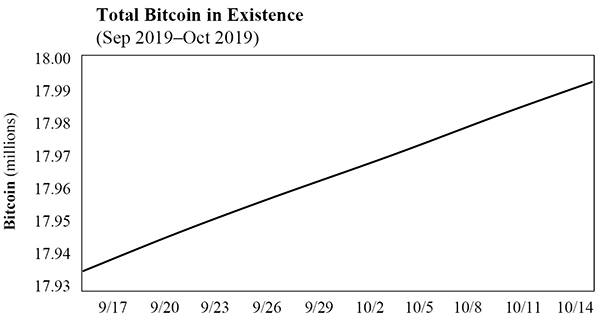 Total Bitcoin in Existence
(Sep 2019–Oct 2019)
18.00
17.99
17.98
17.97
17.96
17.95
17.94
17.93
Bitcoin (millions)
9/17 9/20 9/23 9/26 9/29 10/2 10/5 10/8 10/11 10/14